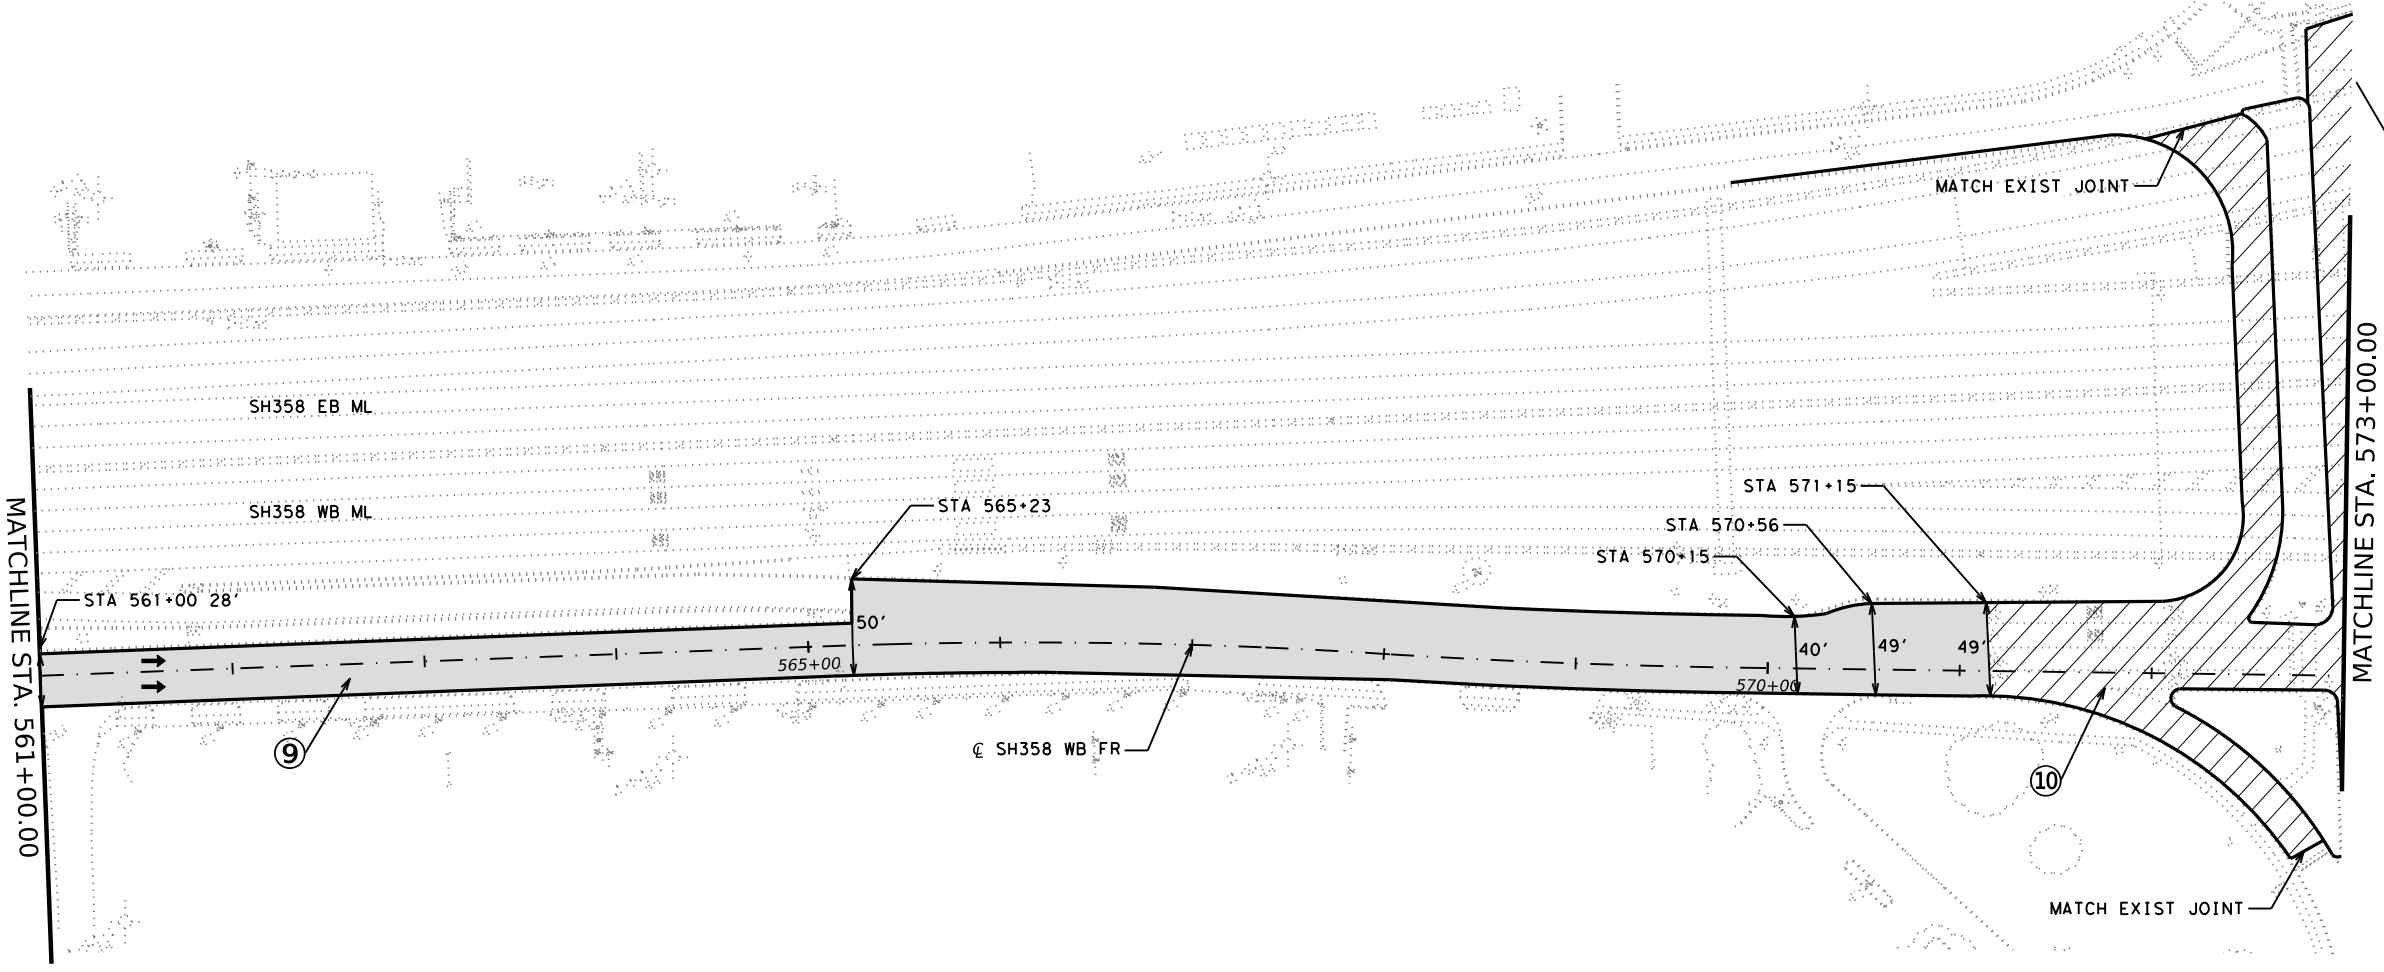 MATCH EXIST JOINT
MATCHLINE STA. 573+00.00
SH358 EB ML
SH358 WB ML
STA 571+15
STA 565+23
STA 570+56
STA 570+15
MATCHLINE STA. 561+00.00
STA 561+00 28'
50'
40'
49'
49'
565+00
570+00
9
℄ SH358 WB FR
10
MATCH EXIST JOINT